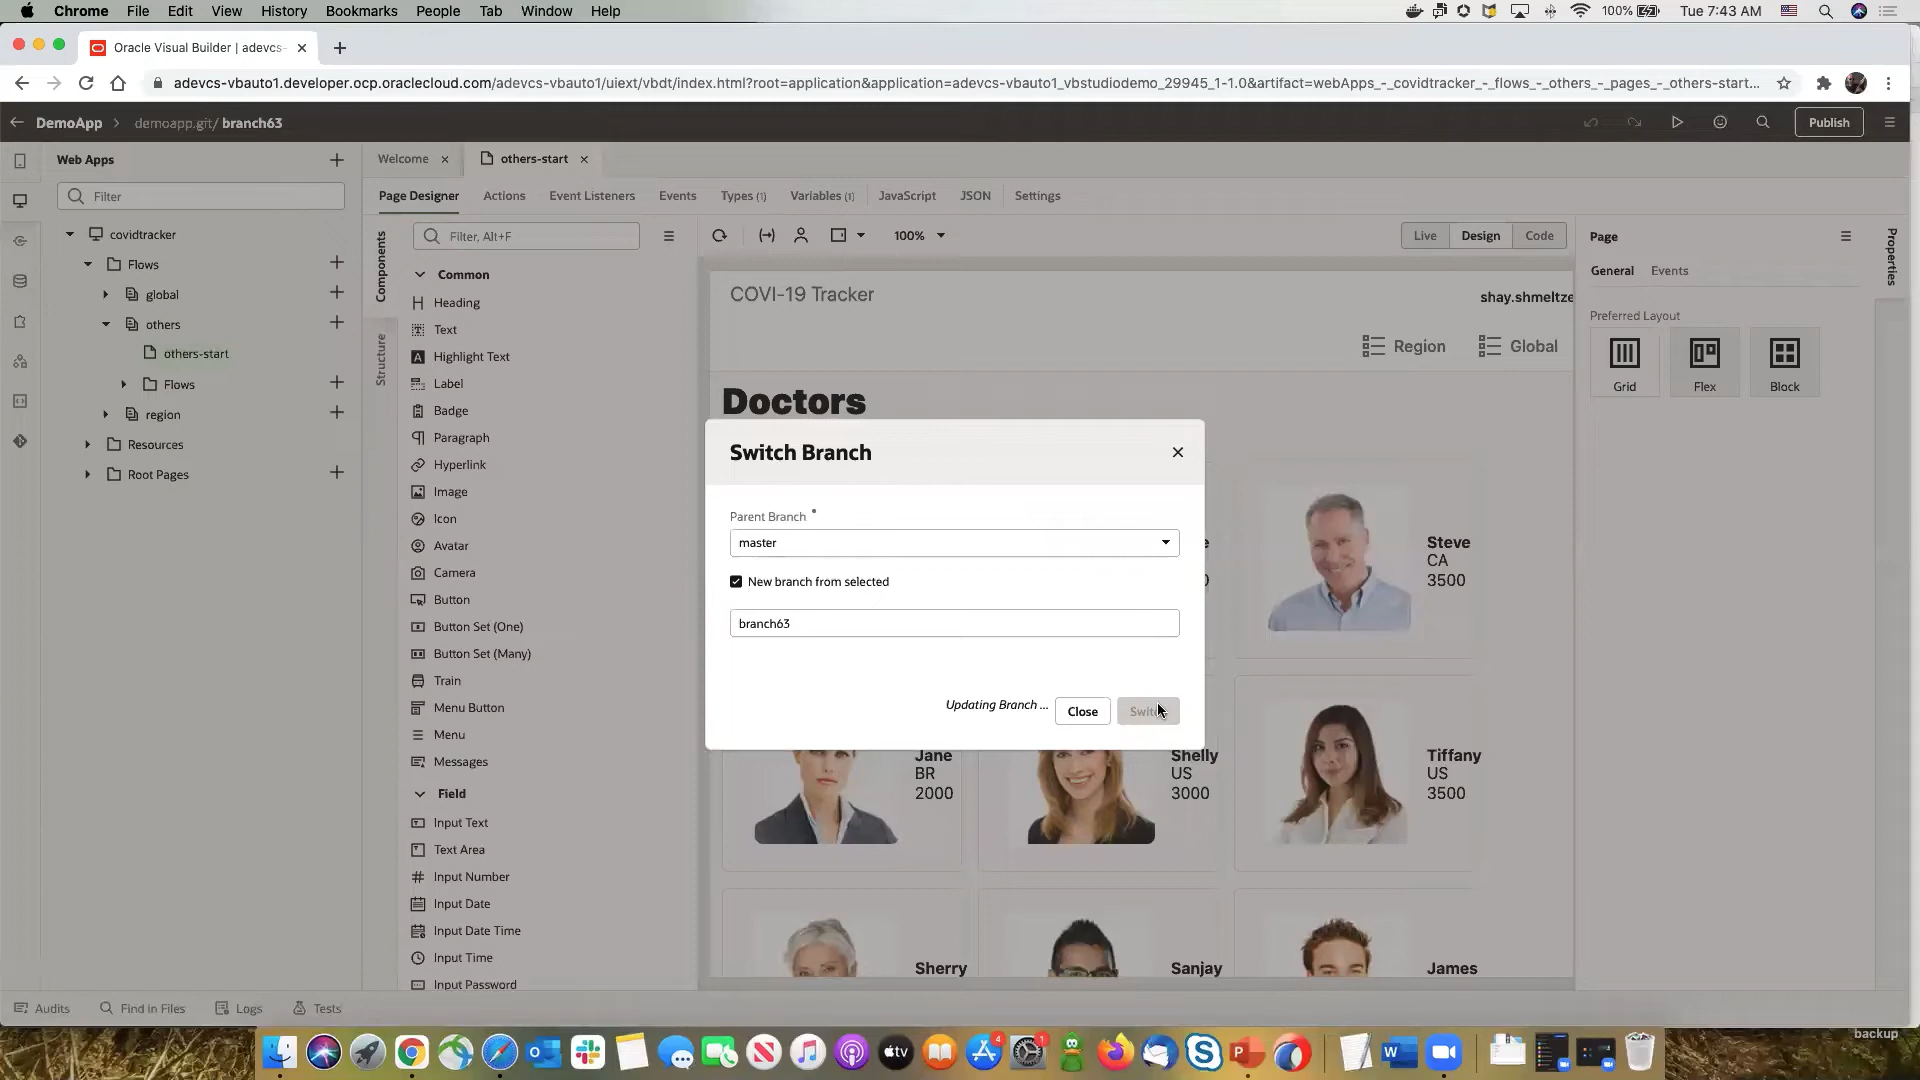 Chrome File Edit View History Bookmarks People Tab Window Help
100% Tue 7:43 AM
Oracle Visual Builder | adevcs-
adevcs-vbauto1.developer.ocp.oraclecloud.com/adevcs-vbauto1/uiext/vbdt/index.html?root=application&application=adevcs-vbauto1_vbstudiodemo_29945_1-1.0&artifact=webApps_-_covidtracker_-_flows_-_others_-_pages_-_others-start...
DemoApp > demoapp.git/ branch63
Publish
Web Apps
Filter
covidtracker
Flows
global
others
others-start
Flows
region
Resources
Root Pages
Welcome
others-start
Page Designer Actions Event Listeners Events Types (1) Variables (1) JavaScript JSON Settings
Components
Structure
Filter, Alt+F
Common
Heading
Text
Highlight Text
Label
Badge
Paragraph
Hyperlink
Image
Icon
Avatar
Camera
Button
Button Set (One)
Button Set (Many)
Train
Menu Button
Menu
Messages
Field
Input Text
Text Area
Input Number
Input Date
Input Date Time
Input Time
Input Password
100%
Live Design Code
COVI-19 Tracker
shay.shmeltze
Region Global
Doctors
Steve
CA
3500
Jane
BR
2000
Shelly
US
3000
Tiffany
US
3500
Sherry
Sanjay
James
Switch Branch
Parent Branch
master
New branch from selected
branch63
Updating Branch ...
Close
Page
General Events
Preferred Layout
Grid Flex Block
Properties
Audits Find in Files Logs Tests
backup